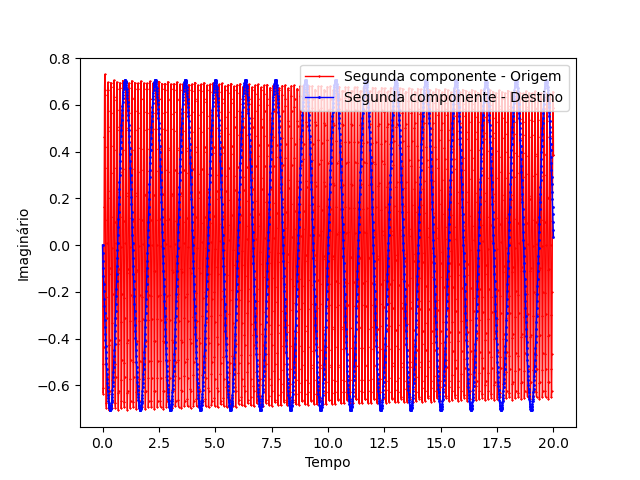 0.8
0.6
0.4
0.2
0.0
−0.2
−0.4
−0.6
Imaginário
Segunda componente - Origem
Segunda componente - Destino
0.0 2.5 5.0 7.5 10.0 12.5 15.0 17.5 20.0
Tempo